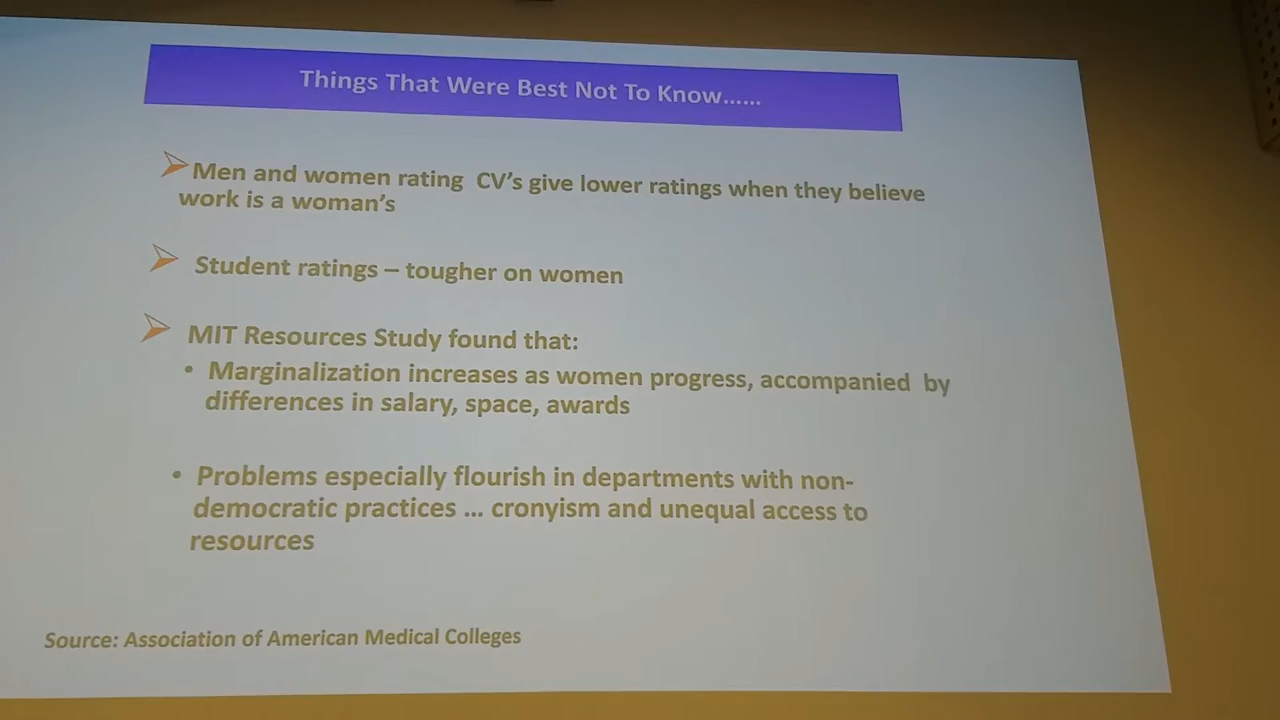 Things That Were Best Not To Know......
Men and women rating CV's give lower ratings when they believe
work is a woman's
Student ratings – tougher on women
MIT Resources Study found that:
• Marginalization increases as women progress, accompanied by
differences in salary, space, awards
• Problems especially flourish in departments with non-
democratic practices ... cronyism and unequal access to
resources
Source: Association of American Medical Colleges